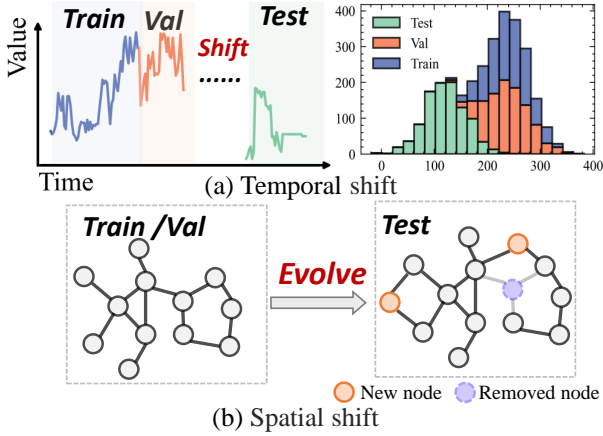 Value
Train
Val
Shift
......
Test
Time
400
300
200
100
0
Test
Val
Train
0
100
200
300
400
(a) Temporal shift
Train /Val
Evolve
Test
New node
Removed node
(b) Spatial shift